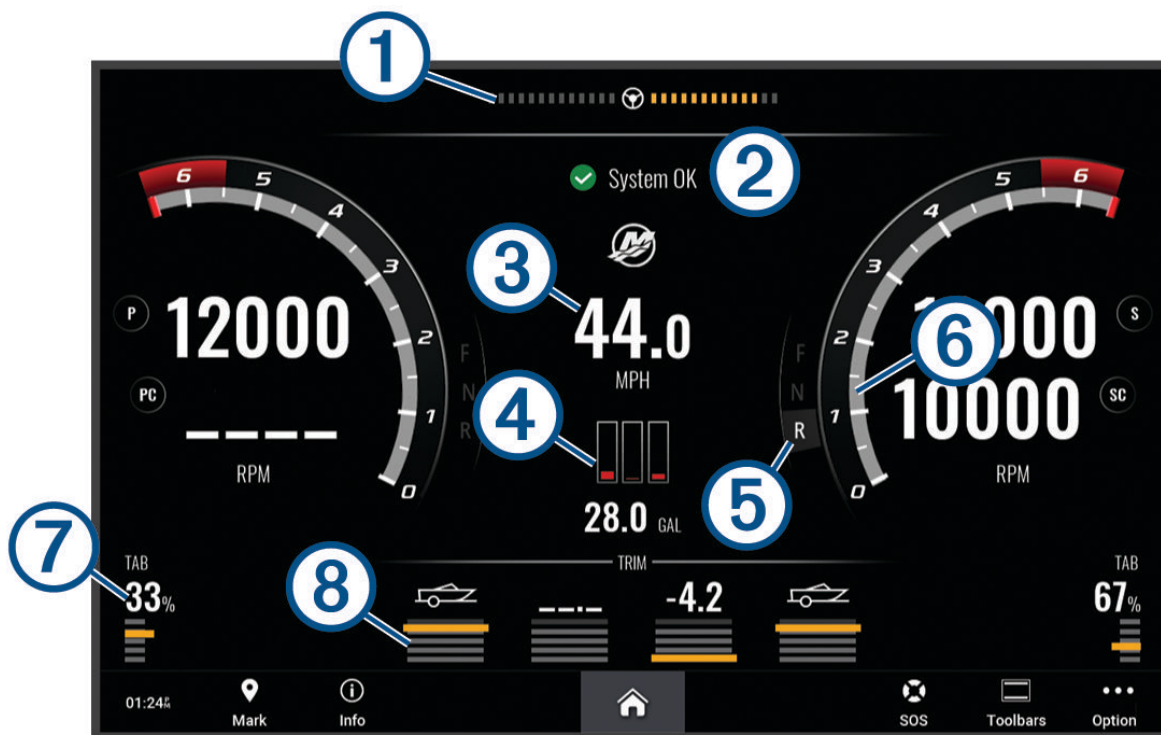 1
2
System OK
3
44.0
MPH
4
28.0 GAL
6 5 4 3 2 1 0
P 12000
PC ----
RPM
F
N
R
5
6 5 4 3 2 1 0
6
S
10000 SC
RPM
F
N
R
7
TAB
33%
TRIM
8
--.-
-4.2
TAB
67%
01:24 PM
Mark
Info
SOS
Toolbars
Option